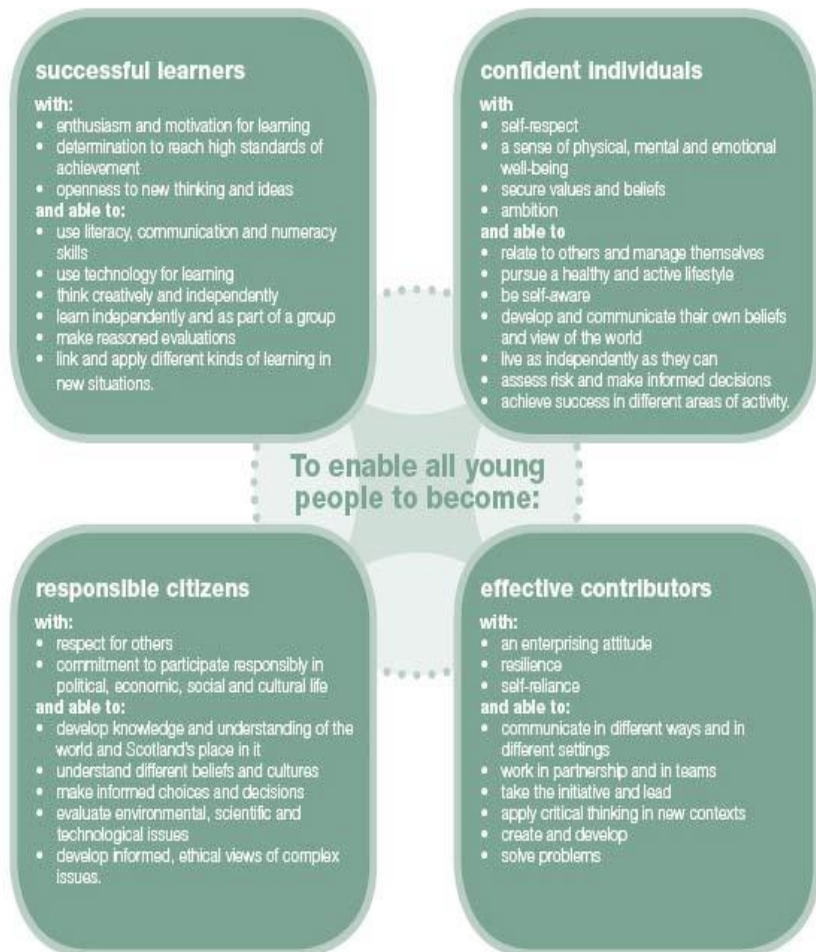 successful learners
with:
• enthusiasm and motivation for learning
• determination to reach high standards of
achievement
• openness to new thinking and ideas
and able to:
• use literacy, communication and numeracy
skills
• use technology for learning
• think creatively and independently
• learn independently and as part of a group
• make reasoned evaluations
• link and apply different kinds of learning in
new situations.
confident individuals
with
• self-respect
• a sense of physical, mental and emotional
well-being
• secure values and beliefs
• ambition
and able to
• relate to others and manage themselves
• pursue a healthy and active lifestyle
• be self-aware
• develop and communicate their own beliefs
and view of the world
• live as independently as they can
• assess risk and make informed decisions
• achieve success in different areas of activity.
To enable all young
people to become:
responsible citizens
with:
• respect for others
• commitment to participate responsibly in
political, economic, social and cultural life
and able to:
• develop knowledge and understanding of the
world and Scotland's place in it
• understand different beliefs and cultures
• make informed choices and decisions
• evaluate environmental, scientific and
technological issues
• develop informed, ethical views of complex
issues.
effective contributors
with:
• an enterprising attitude
• resilience
• self-reliance
and able to:
• communicate in different ways and in
different settings
• work in partnership and in teams
• take the initiative and lead
• apply critical thinking in new contexts
• create and develop
• solve problems